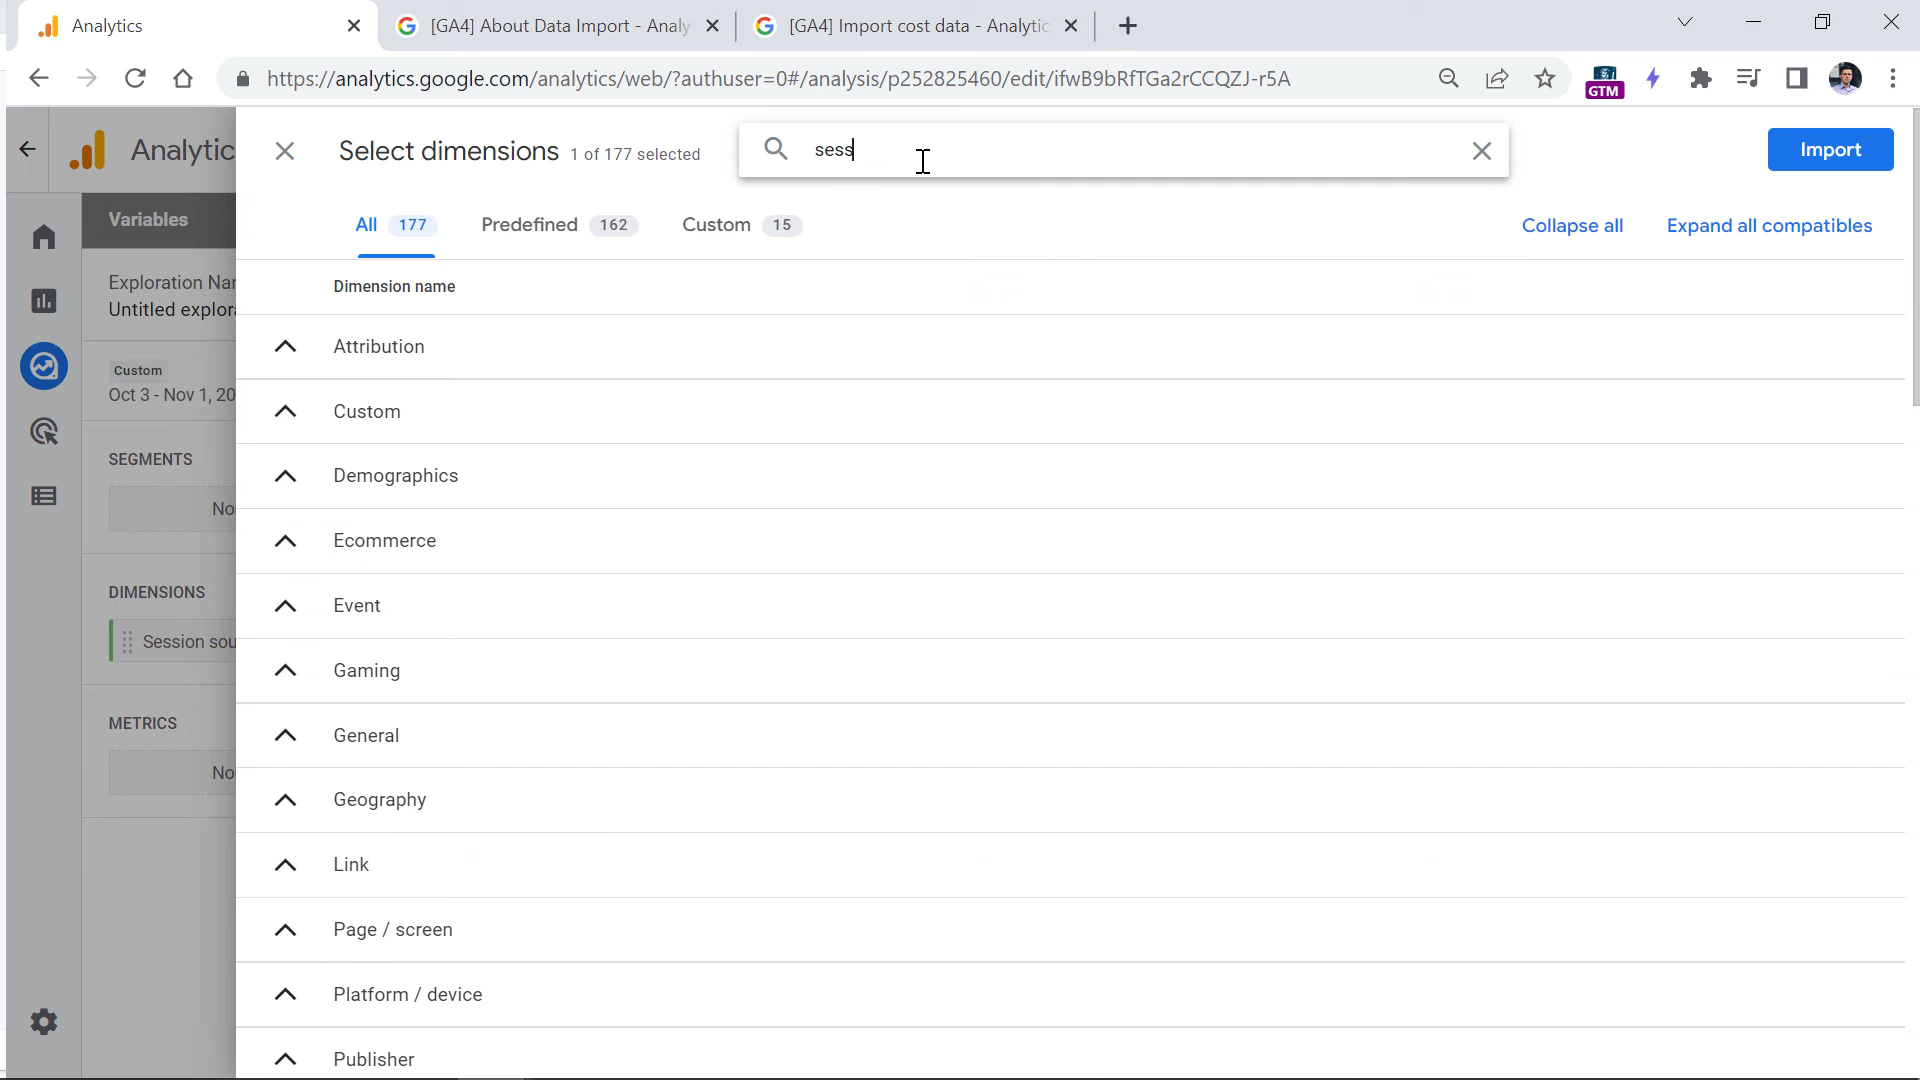 Analytics
[GA4] About Data Import - Analy
[GA4] Import cost data - Analytic
https://analytics.google.com/analytics/web/?authuser=0#/analysis/p252825460/edit/ifwB9bRfTGa2rCCQZJ-r5A
GTM
Analytic
Select dimensions 1 of 177 selected
sess
Import
Variables
All 177
Predefined 162
Custom 15
Collapse all
Expand all compatibles
Exploration Nar
Untitled explora
Custom
Oct 3 - Nov 1, 20
SEGMENTS
No
DIMENSIONS
Session sou
METRICS
No
Dimension name
Attribution
Custom
Demographics
Ecommerce
Event
Gaming
General
Geography
Link
Page / screen
Platform / device
Publisher